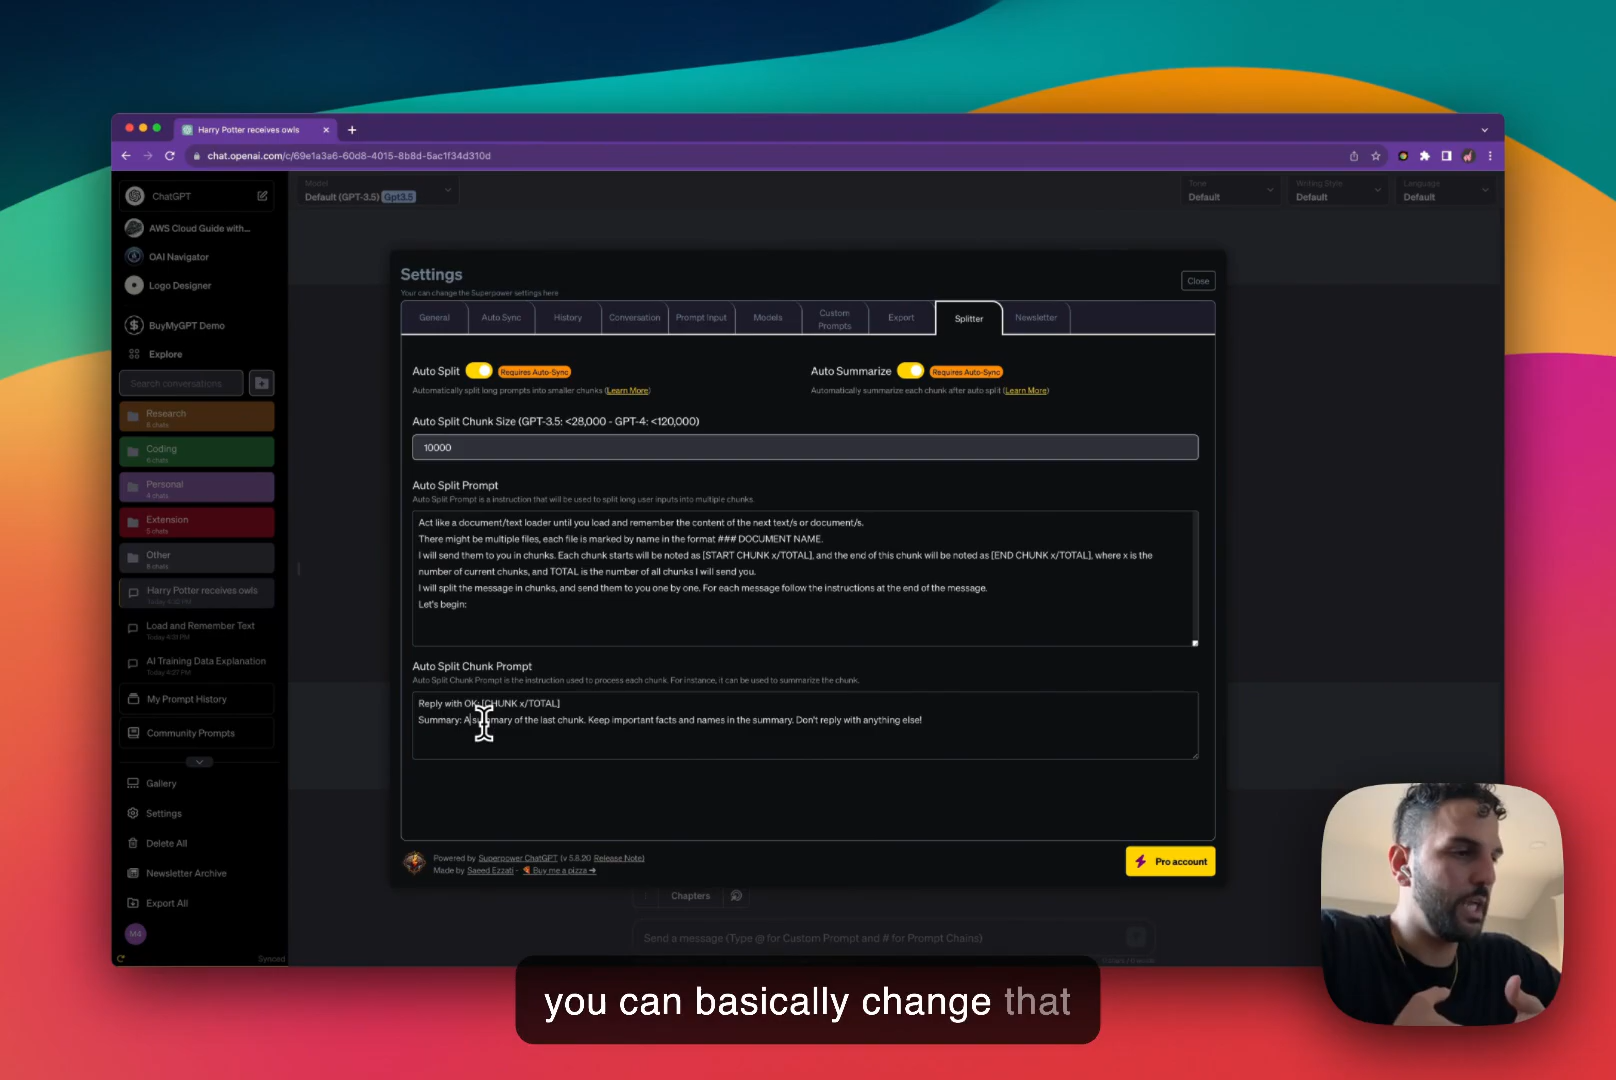 Harry Potter receives owls
chat.openai.com/c/69e1a3a6-60d8-4015-8b8d-5ac1f34d310d
ChatGPT
AWS Cloud Guide with...
OAI Navigator
Logo Designer
BuyMyGPT Demo
Explore
Search conversations
Research
6 chats
Coding
Personal
4 chats
Extension
5 chats
Other
Harry Potter receives owls
Load and Remember Text
Today 4:31 PM
AI Training Data Explanation
Today 4:27 PM
My Prompt History
Community Prompts
Gallery
Settings
Delete All
Newsletter Archive
Export All
M4
Synced
Model
Default (GPT-3.5) Gpt3.5
Tone
Default
Writing Style
Default
Language
Default
Settings
Your can change the Superpower settings here
Close
General
Auto Sync
History
Conversation
Prompt Input
Models
Custom
Prompts
Export
Splitter
Newsletter
Auto Split Requires Auto-Sync
Automatically split long prompts into smaller chunks (Learn More)
Auto Summarize Requires Auto-Sync
Automatically summarize each chunk after auto split (Learn More)
Auto Split Chunk Size (GPT-3.5: <28,000 - GPT-4: <120,000)
10000
Auto Split Prompt
Auto Split Prompt is a instruction that will be used to split long user inputs into multiple chunks.
Act like a document/text loader until you load and remember the content of the next text/s or document/s.
There might be multiple files, each file is marked by name in the format ### DOCUMENT NAME.
I will send them to you in chunks. Each chunk starts will be noted as [START CHUNK x/TOTAL], and the end of this chunk will be noted as [END CHUNK x/TOTAL], where x is the
number of current chunks, and TOTAL is the number of all chunks I will send you.
I will split the message in chunks, and send them to you one by one. For each message follow the instructions at the end of the message.
Let's begin:
Auto Split Chunk Prompt
Auto Split Chunk Prompt is the instruction used to process each chunk. For instance, it can be used to summarize the chunk.
Reply with OK: [CHUNK x/TOTAL]
Summary: A summary of the last chunk. Keep important facts and names in the summary. Don't reply with anything else!
Powered by Superpower ChatGPT (v 5.8.20 Release Note)
Made by Saeed Ezzati - 🍕 Buy me a pizza ➔
Pro account
Chapters
Send a message (Type @ for Custom Prompt and # for Prompt Chains)
you can basically change that